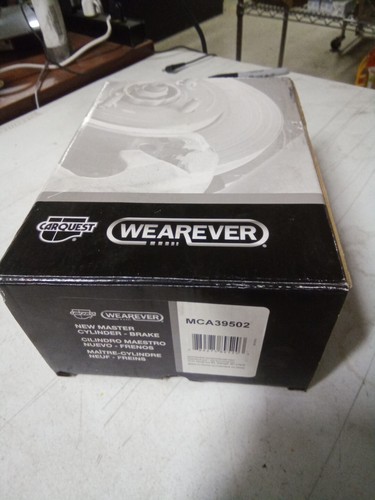 CARQUEST
WEAREVER
CARQUEST
WEAREVER
NEW MASTER
CYLINDER - BRAKE
CILINDRO MAESTRO
NUEVO - FRENOS
MAÎTRE-CYLINDRE
NEUF - FREINS
MCA39502